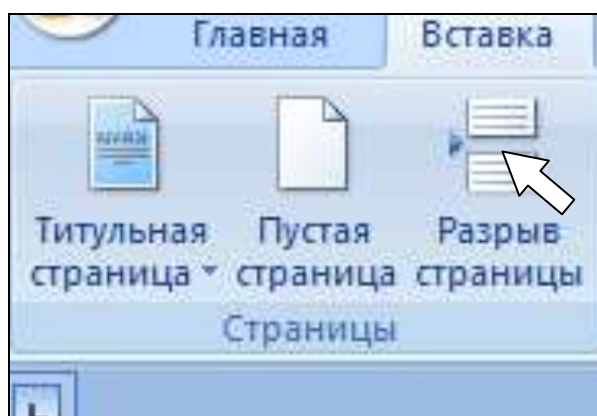 Главная Вставка
Титульная Пустая Разрыв
страница страница страницы
Страницы